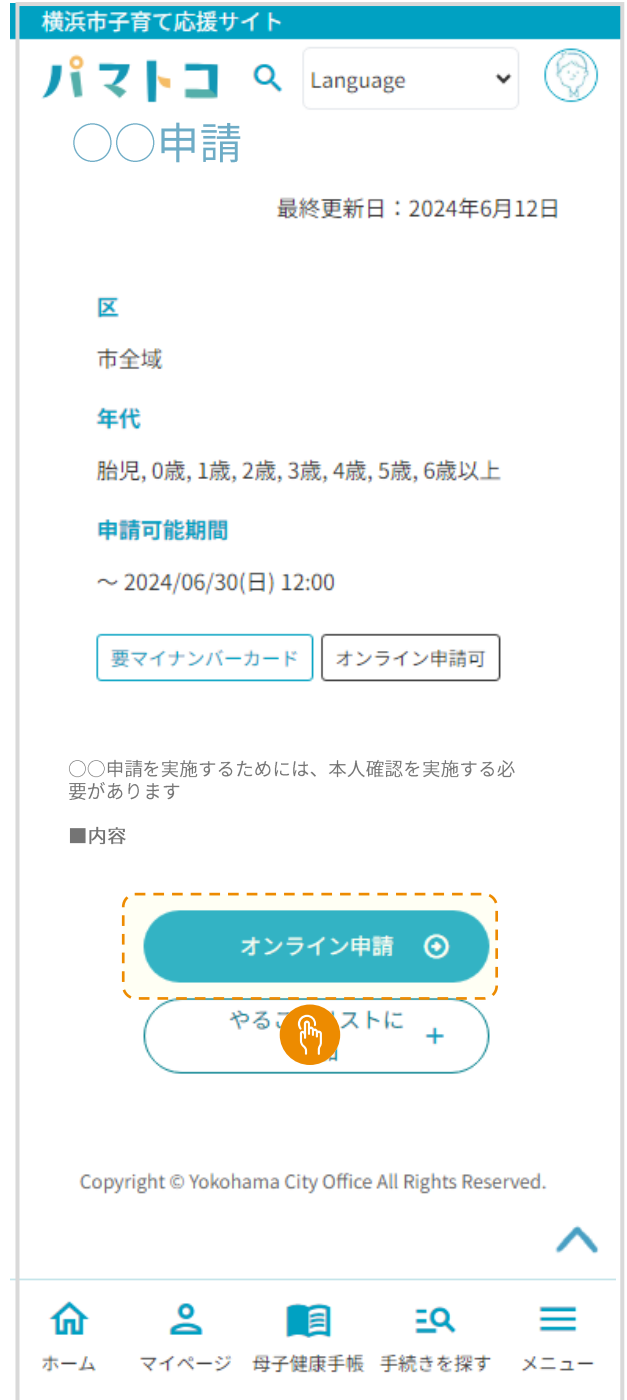 横浜市子育て応援サイト
パマトコ
Language
○○申請
最終更新日：2024年6月12日
区
市全域
年代
胎児, 0歳, 1歳, 2歳, 3歳, 4歳, 5歳, 6歳以上
申請可能期間
～ 2024/06/30(日) 12:00
要マイナンバーカード
オンライン申請可
○○申請を実施するためには、本人確認を実施する必
要があります
■内容
オンライン申請
やるこ ストに
Copyright © Yokohama City Office All Rights Reserved.
ホーム
マイページ
母子健康手帳
手続きを探す
メニュー